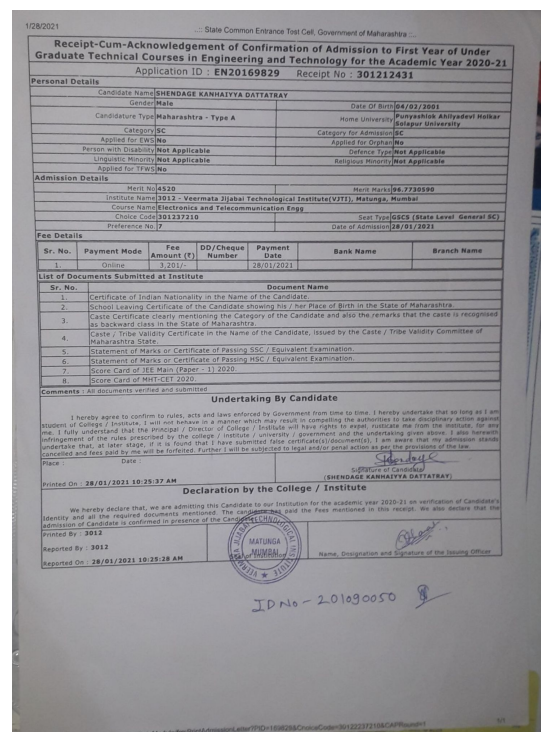 1/28/2021
..:: State Common Entrance Test Cell, Government of Maharashtra ::..
Receipt-Cum-Acknowledgement of Confirmation of Admission to First Year of Under
Graduate Technical Courses in Engineering and Technology for the Academic Year 2020-21
Application ID : EN20169829 Receipt No : 301212431
Personal Details
Candidate Name SHENDAGE KANHAIYYA DATTATRAY
Gender Male Date Of Birth 04/02/2001
Candidature Type Maharashtra - Type A Home University Punyashlok Ahilyadevi Holkar
Solapur University
Category SC Category for Admission SC
Applied for EWS No Applied for Orphan No
Person with Disability Not Applicable Defence Type Not Applicable
Linguistic Minority Not Applicable Religious Minority Not Applicable
Applied for TFWS No
Admission Details
Merit No 4520 Merit Marks 96.7730590
Institute Name 3012 - Veermata Jijabai Technological Institute(VJTI), Matunga, Mumbai
Course Name Electronics and Telecommunication Engg
Choice Code 301237210 Seat Type GSCS (State Level General SC)
Preference No. 7 Date of Admission 28/01/2021
Fee Details
Sr. No. Payment Mode Fee Amount (₹) DD/Cheque Number Payment Date Bank Name Branch Name
1. Online 3,201/- 28/01/2021
List of Documents Submitted at Institute
Sr. No. Document Name
1. Certificate of Indian Nationality in the Name of the Candidate.
2. School Leaving Certificate of the Candidate showing his / her Place of Birth in the State of Maharashtra.
3. Caste Certificate clearly mentioning the Category of the Candidate and also the remarks that the caste is recognised
as backward class in the State of Maharashtra.
4. Caste / Tribe Validity Certificate in the Name of the Candidate, issued by the Caste / Tribe Validity Committee of
Maharashtra State.
5. Statement of Marks or Certificate of Passing SSC / Equivalent Examination.
6. Statement of Marks or Certificate of Passing HSC / Equivalent Examination.
7. Score Card of JEE Main (Paper - 1) 2020.
8. Score Card of MHT-CET 2020.
Comments : All documents verified and submitted
Undertaking By Candidate
I hereby agree to confirm to rules, acts and laws enforced by Government from time to time. I hereby undertake that so long as I am
student of College / Institute, I will not behave in a manner which may result in compelling the authorities to take disciplinary action against
me. I fully understand that the Principal / Director of College / Institute will have rights to expel, rusticate me from the institute, for any
infringement of the rules prescribed by the college / institute / university / government and the undertaking given above. I also herewith
undertake that, at later stage, if it is found that I have submitted false certificate(s)/document(s), I am aware that my admission stands
cancelled and fees paid by me will be forfeited. Further I will be subjected to legal and/or penal action as per the provisions of the law.
Place : Date :
Signature of Candidate
(SHENDAGE KANHAIYYA DATTATRAY)
Printed On : 28/01/2021 10:25:37 AM
Declaration by the College / Institute
We hereby declare that, we are admitting this Candidate to our Institution for the academic year 2020-21 on verification of Candidate's
Identity and all the required documents mentioned. The candidate has paid the Fees mentioned in this receipt. We also declare that the
admission of Candidate is confirmed in presence of the Candidate.
Printed By : 3012
Reported By : 3012
Reported On : 28/01/2021 10:25:28 AM
MATUNGA
MUMBAI
Name, Designation and Signature of the Issuing Officer
ID No - 201090050
1/1